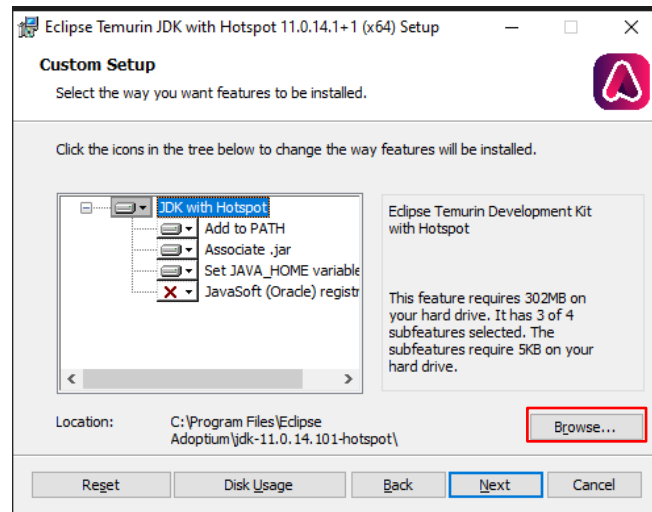 Eclipse Temurin JDK with Hotspot 11.0.14.1+1 (x64) Setup
Custom Setup
Select the way you want features to be installed.
Click the icons in the tree below to change the way features will be installed.
JDK with Hotspot
Add to PATH
Associate .jar
Set JAVA_HOME variable
JavaSoft (Oracle) registr
Eclipse Temurin Development Kit
with Hotspot
This feature requires 302MB on
your hard drive. It has 3 of 4
subfeatures selected. The
subfeatures require 5KB on your
hard drive.
Location:
C:\Program Files\Eclipse
Adoptium\jdk-11.0.14.101-hotspot\
Browse...
Reset
Disk Usage
Back
Next
Cancel